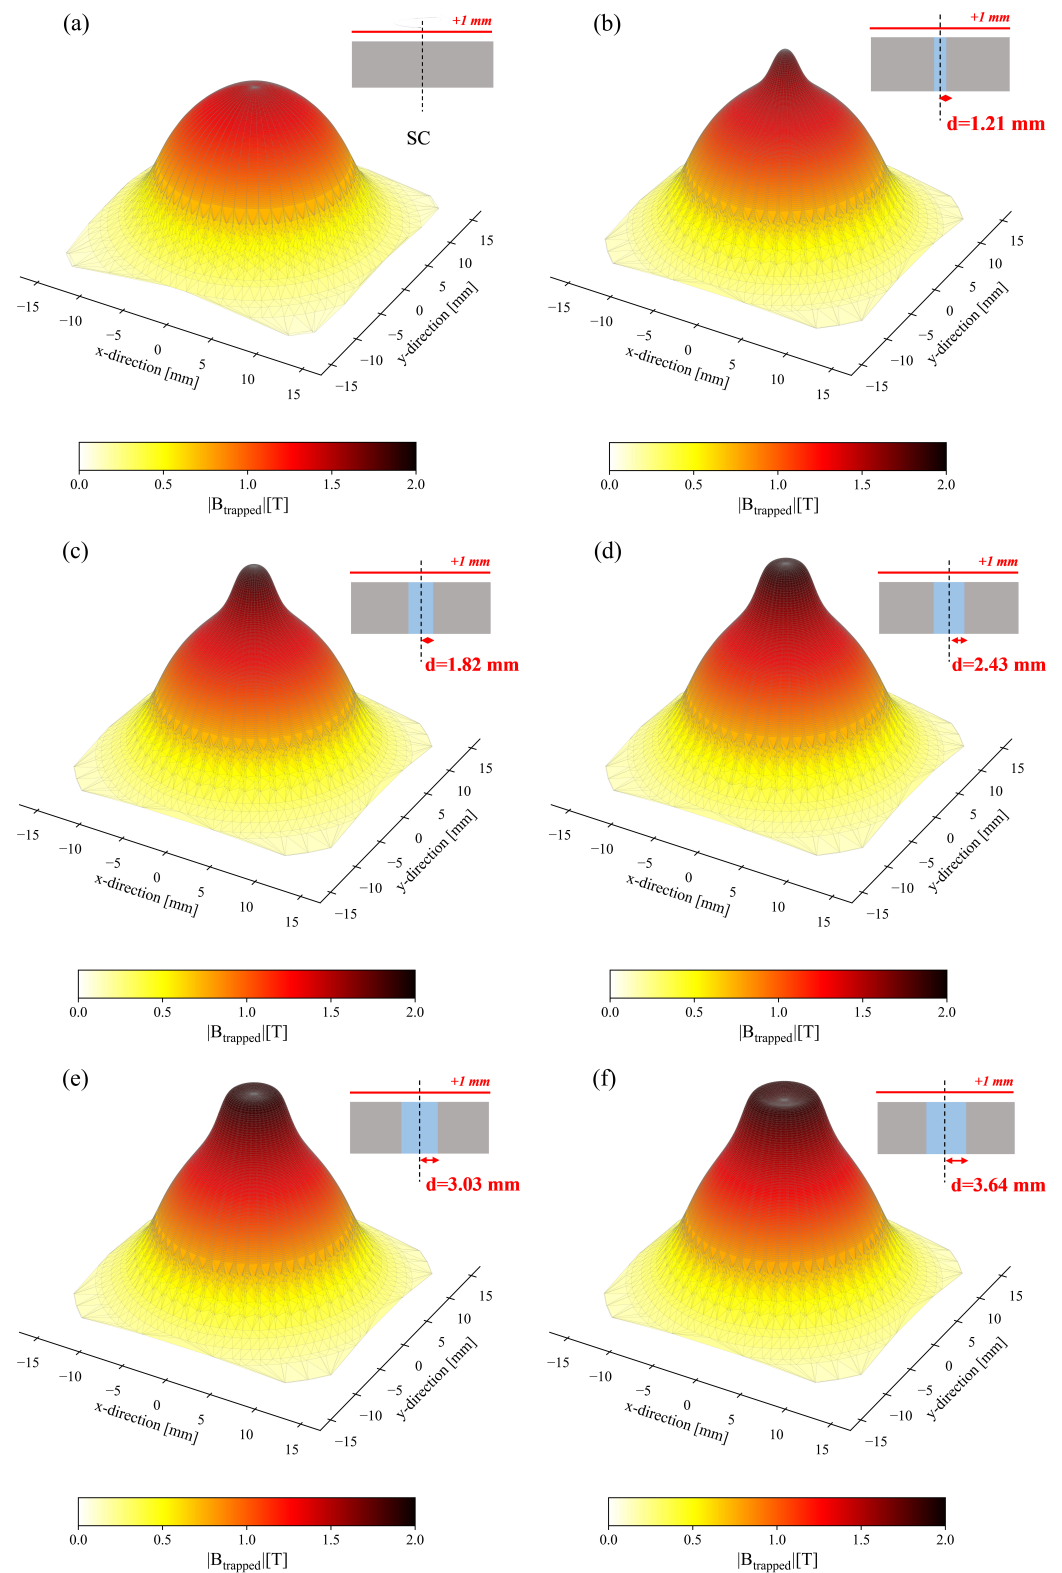 (a)
+1 mm
SC
−15
−10
−5
0
5
10
15
x-direction [mm]
−15
−10
−5
0
5
10
15
y-direction [mm]
0.0 0.5 1.0 1.5 2.0
|Btrapped|[T]
(b)
+1 mm
d=1.21 mm
−15
−10
−5
0
5
10
15
x-direction [mm]
−15
−10
−5
0
5
10
15
y-direction [mm]
0.0 0.5 1.0 1.5 2.0
|Btrapped|[T]
(c)
+1 mm
d=1.82 mm
−15
−10
−5
0
5
10
15
x-direction [mm]
−15
−10
−5
0
5
10
15
y-direction [mm]
0.0 0.5 1.0 1.5 2.0
|Btrapped|[T]
(d)
+1 mm
d=2.43 mm
−15
−10
−5
0
5
10
15
x-direction [mm]
−15
−10
−5
0
5
10
15
y-direction [mm]
0.0 0.5 1.0 1.5 2.0
|Btrapped|[T]
(e)
+1 mm
d=3.03 mm
−15
−10
−5
0
5
10
15
x-direction [mm]
−15
−10
−5
0
5
10
15
y-direction [mm]
0.0 0.5 1.0 1.5 2.0
|Btrapped|[T]
(f)
+1 mm
d=3.64 mm
−15
−10
−5
0
5
10
15
x-direction [mm]
−15
−10
−5
0
5
10
15
y-direction [mm]
0.0 0.5 1.0 1.5 2.0
|Btrapped|[T]